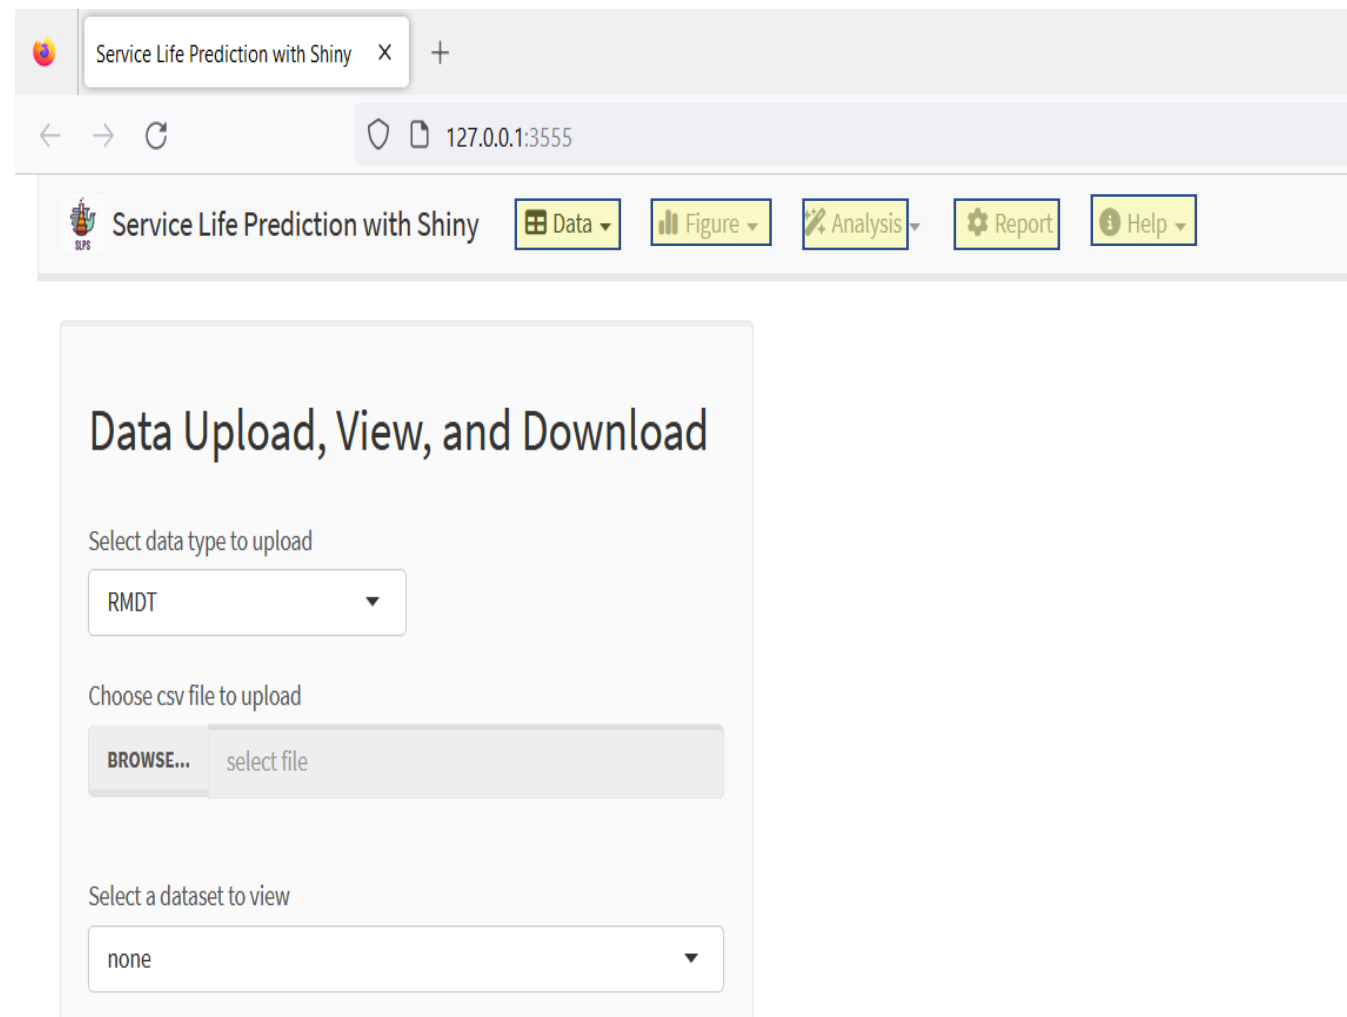 Service Life Prediction with Shiny
127.0.0.1:3555
SLPS
Service Life Prediction with Shiny Data Figure Analysis Report Help
Data Upload, View, and Download
Select data type to upload
RMDT
Choose csv file to upload
BROWSE... select file
Select a dataset to view
none